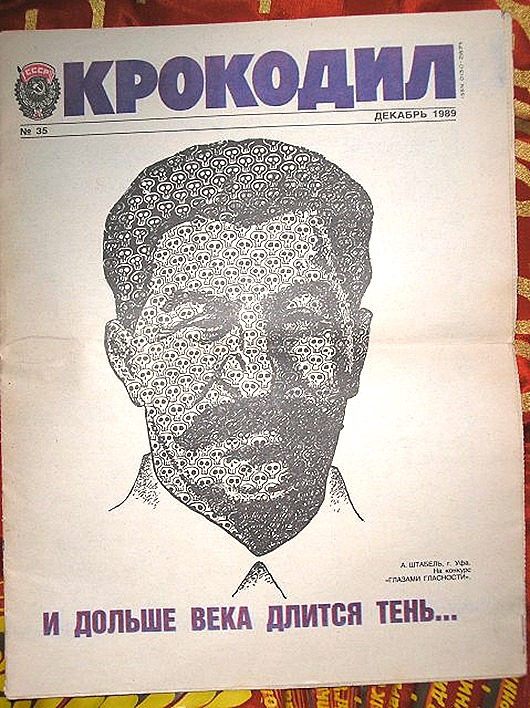 СССР
КРОКОДИЛ
ДЕКАБРЬ 1989
№ 35
А. ШТАБЕЛЬ, г. Уфа.
На конкурс
«ГЛАЗАМИ ГЛАСНОСТИ».
И ДОЛЬШЕ ВЕКА ДЛИТСЯ ТЕНЬ...